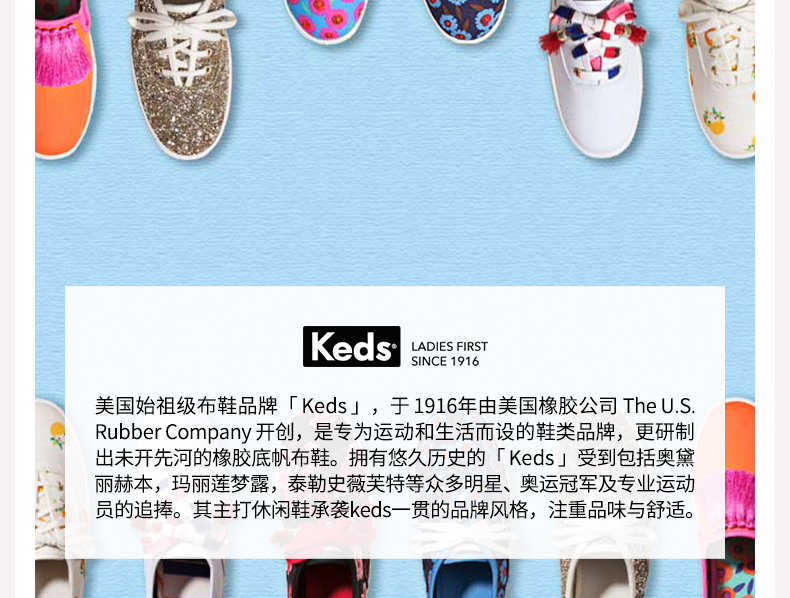 Keds®
LADIES FIRST
SINCE 1916
美国始祖级布鞋品牌「Keds」，于1916年由美国橡胶公司 The U.S.
Rubber Company 开创，是专为运动和生活而设的鞋类品牌，更研制
出未开先河的橡胶底帆布鞋。拥有悠久历史的「Keds」受到包括奥黛
丽赫本，玛丽莲梦露，泰勒史薇芙特等众多明星、奥运冠军及专业运动
员的追捧。其主打休闲鞋承袭keds一贯的品牌风格，注重品味与舒适。